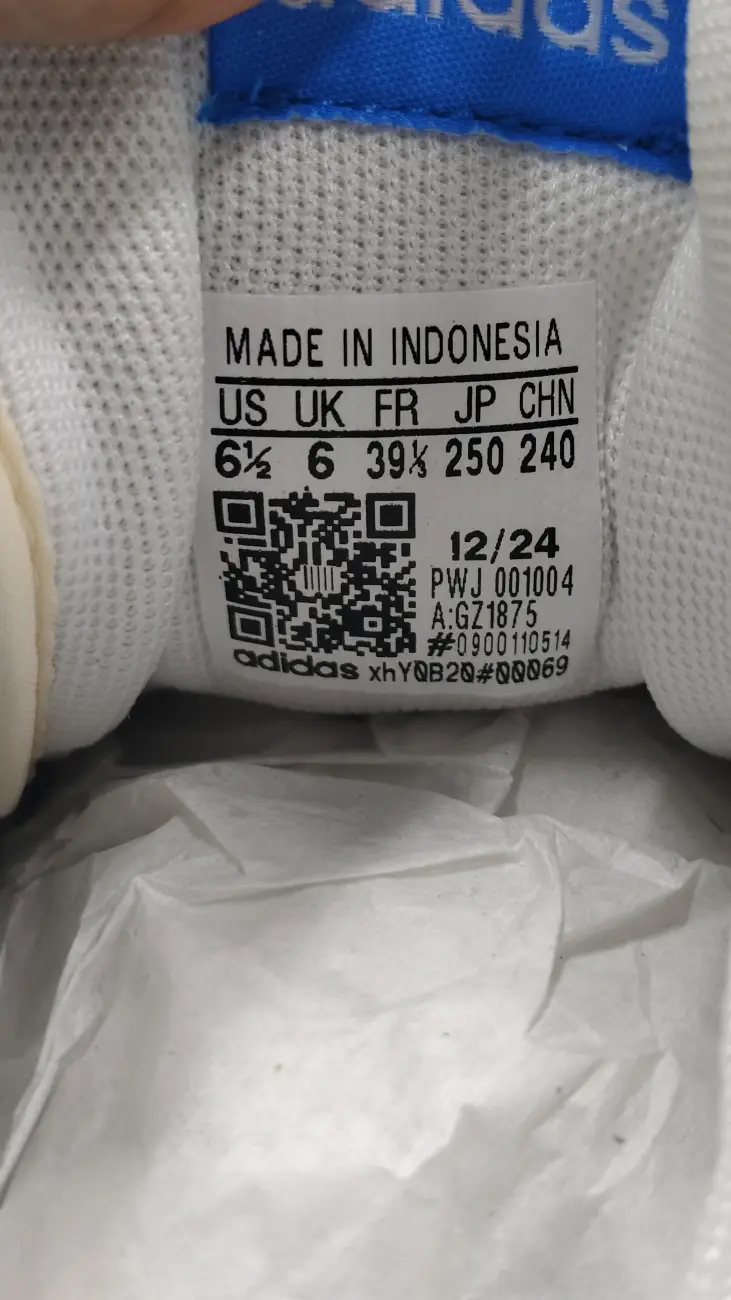 adidas
MADE IN INDONESIA
US UK FR JP CHN
6½ 6 39⅓ 250 240
12/24
PWJ 001004
A:GZ1875
#0900110514
adidas xhY0B20#00069